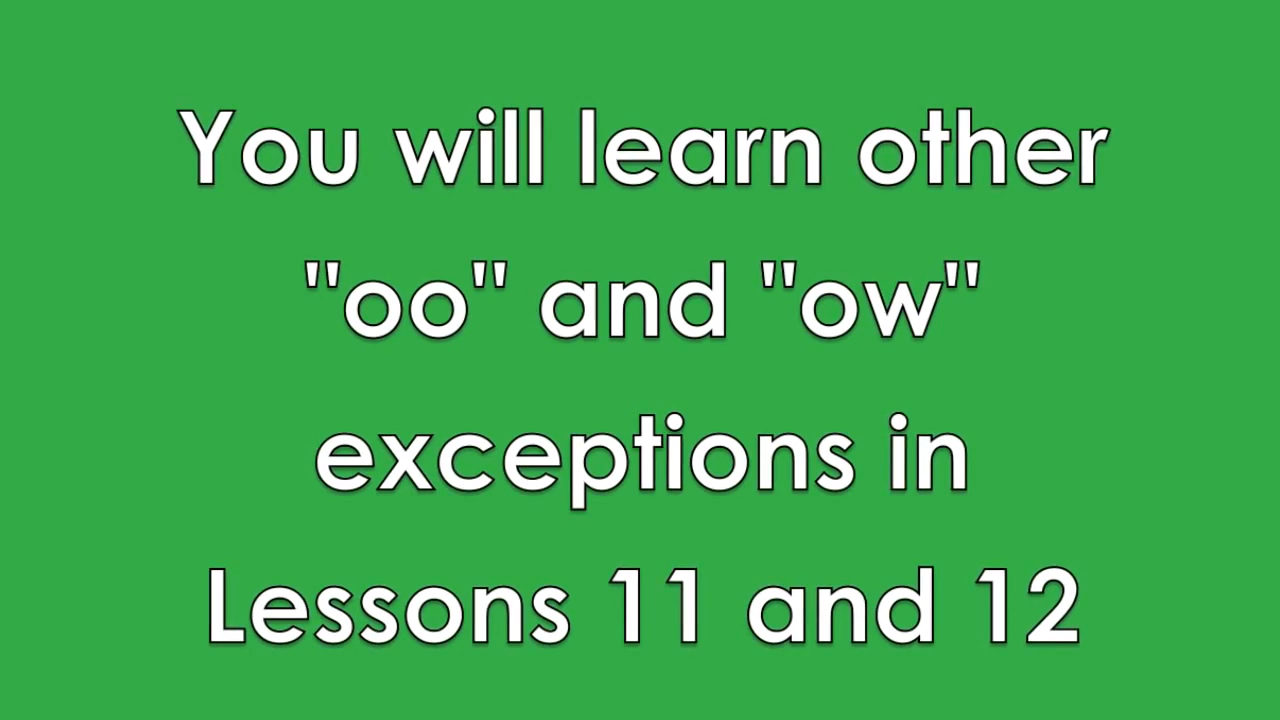 You will learn other
"oo" and "ow"
exceptions in
Lessons 11 and 12